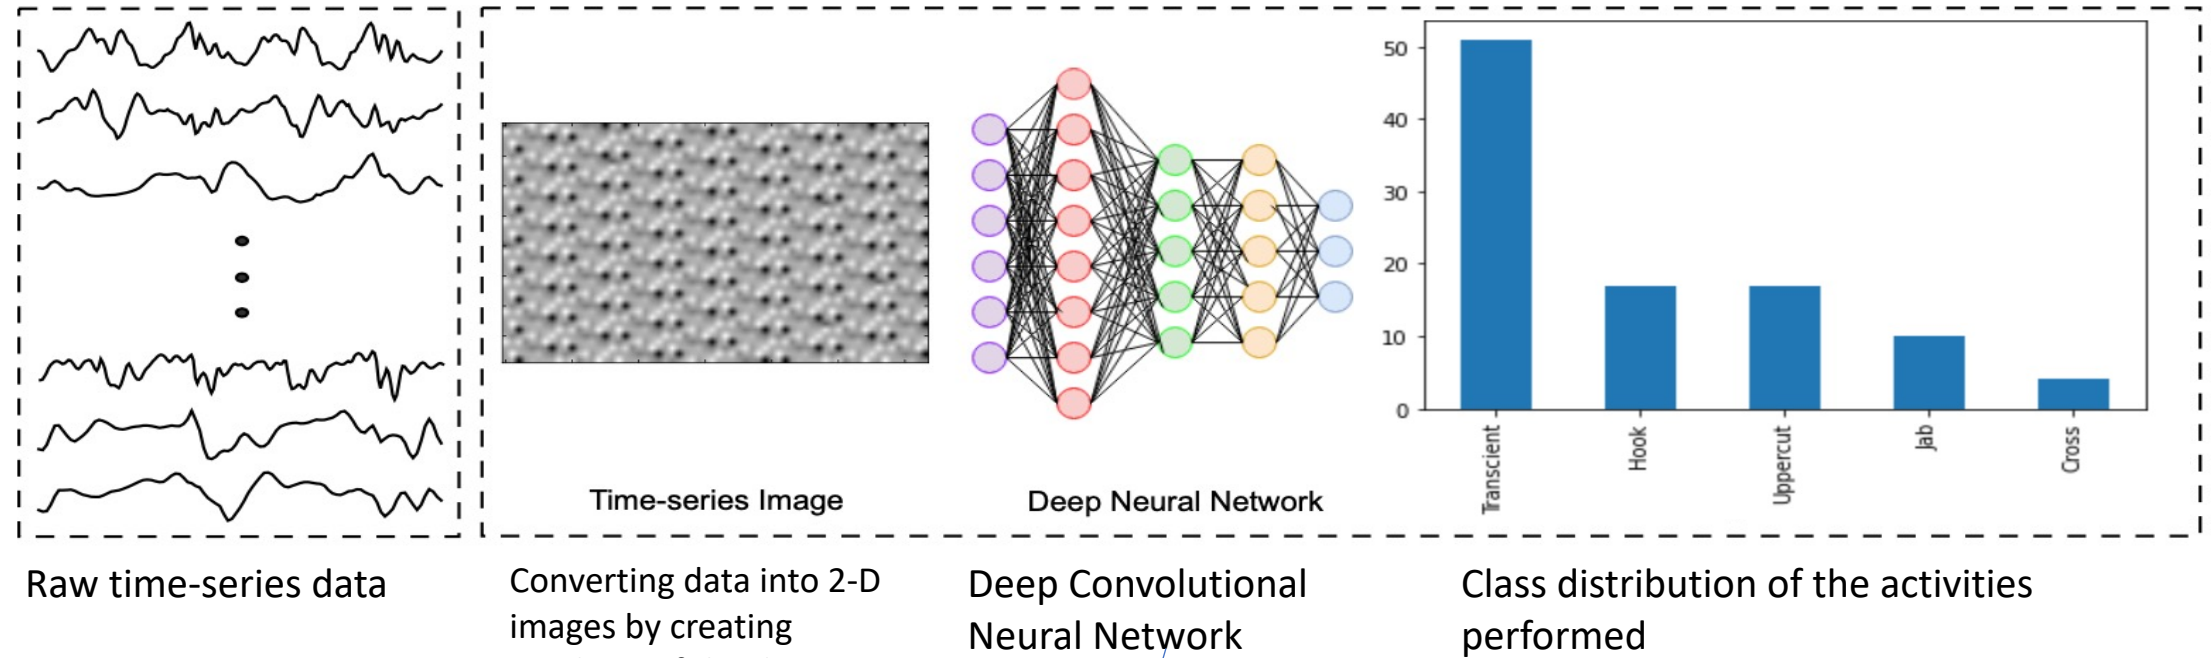 50
40
30
20
10
0
Transcient
Hook
Uppercut
Jab
Cross
Time-series Image
Deep Neural Network
Raw time-series data
Converting data into 2-D
images by creating
Deep Convolutional
Neural Network
Class distribution of the activities
performed